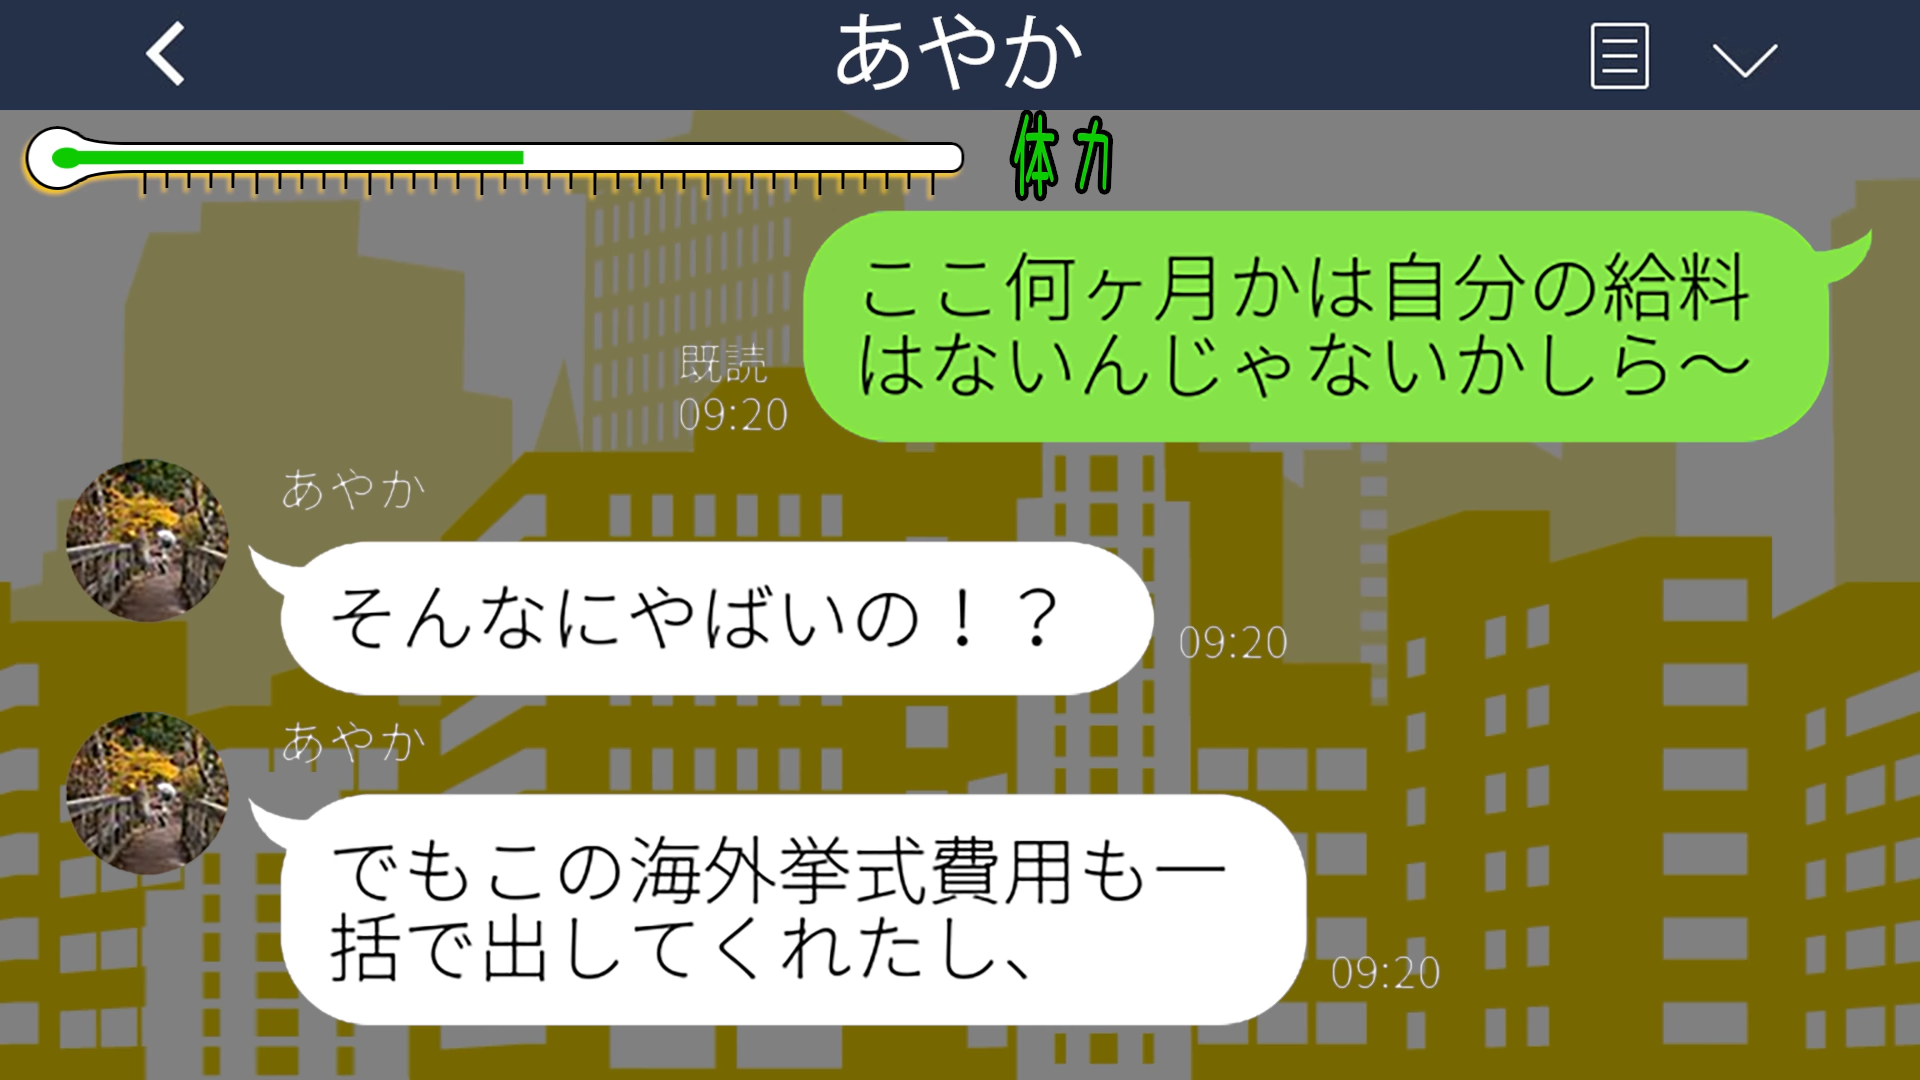 あやか
体力
ここ何ヶ月かは自分の給料
はないんじゃないかしら～
既読
09:20
あやか
そんなにやばいの！？
09:20
あやか
でもこの海外挙式費用も一
括で出してくれたし、
09:20